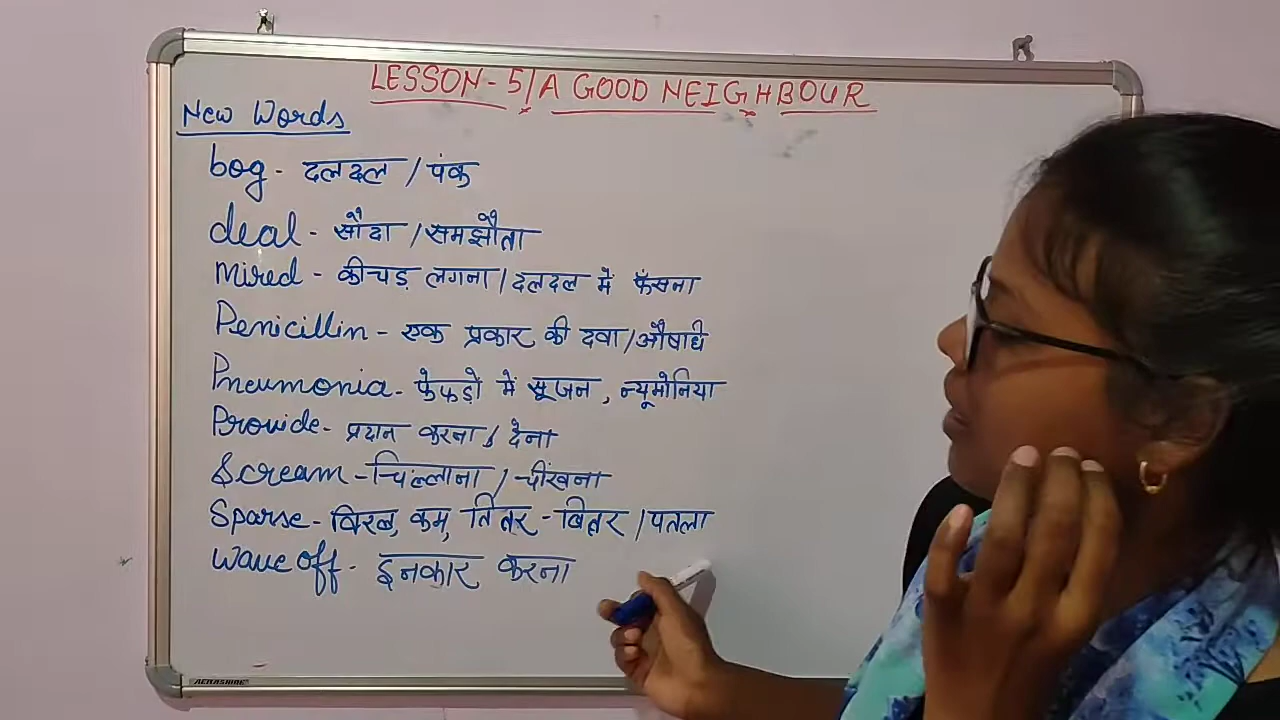 LESSON-5/A GOOD NEIGHBOUR
New Words
bog - दलदल / पंक
deal - सौदा / समझौता
Mired - कीचड़ लगना / दलदल में फँसना
Penicillin - एक प्रकार की दवा / औषधि
Pneumonia - फेफड़ो में सूजन, न्यूमोनिया
Provide - प्रदान करना, देना
Scream - चिल्लाना / चीखना
Sparse - विरल, कम, तितर - बितर / पतला
Wave off - इनकार करना